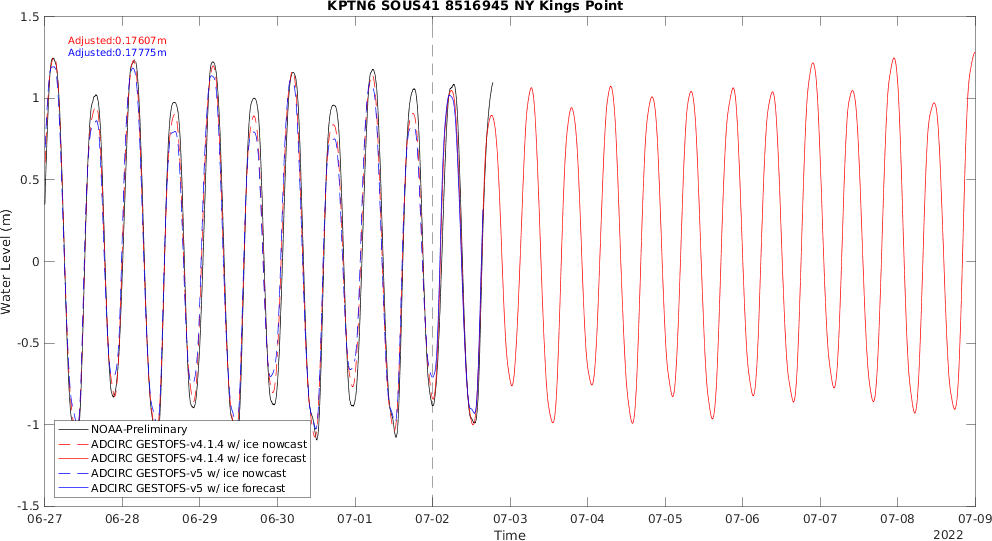 KPTN6 SOUS41 8516945 NY Kings Point
Adjusted:0.17607m
Adjusted:0.17775m
1.5
1
0.5
0
-0.5
-1
-1.5
Water Level (m)
NOAA-Preliminary
ADCIRC GESTOFS-v4.1.4 w/ ice nowcast
ADCIRC GESTOFS-v4.1.4 w/ ice forecast
ADCIRC GESTOFS-v5 w/ ice nowcast
ADCIRC GESTOFS-v5 w/ ice forecast
06-27 06-28 06-29 06-30 07-01 07-02 07-03 07-04 07-05 07-06 07-07 07-08 07-09
Time
2022